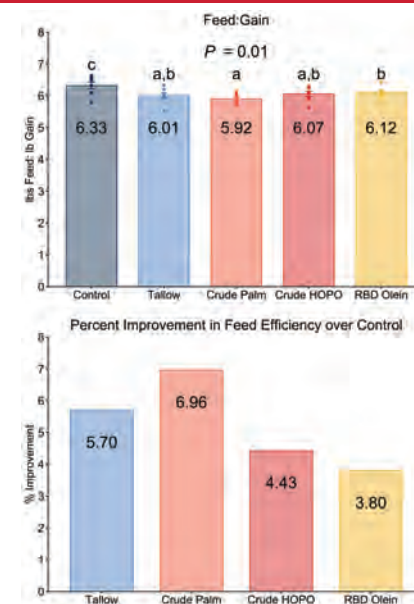 Feed:Gain
P = 0.01
lbs Feed: lb Gain
8
7
6
5
4
3
2
1
0
c
a,b
a
a,b
b
6.33
6.01
5.92
6.07
6.12
Control
Tallow
Crude Palm
Crude HOPO
RBD Olein
Percent Improvement in Feed Efficiency over Control
% Improvement
8
7
6
5
4
3
2
1
0
5.70
6.96
4.43
3.80
Tallow
Crude Palm
Crude HOPO
RBD Olein